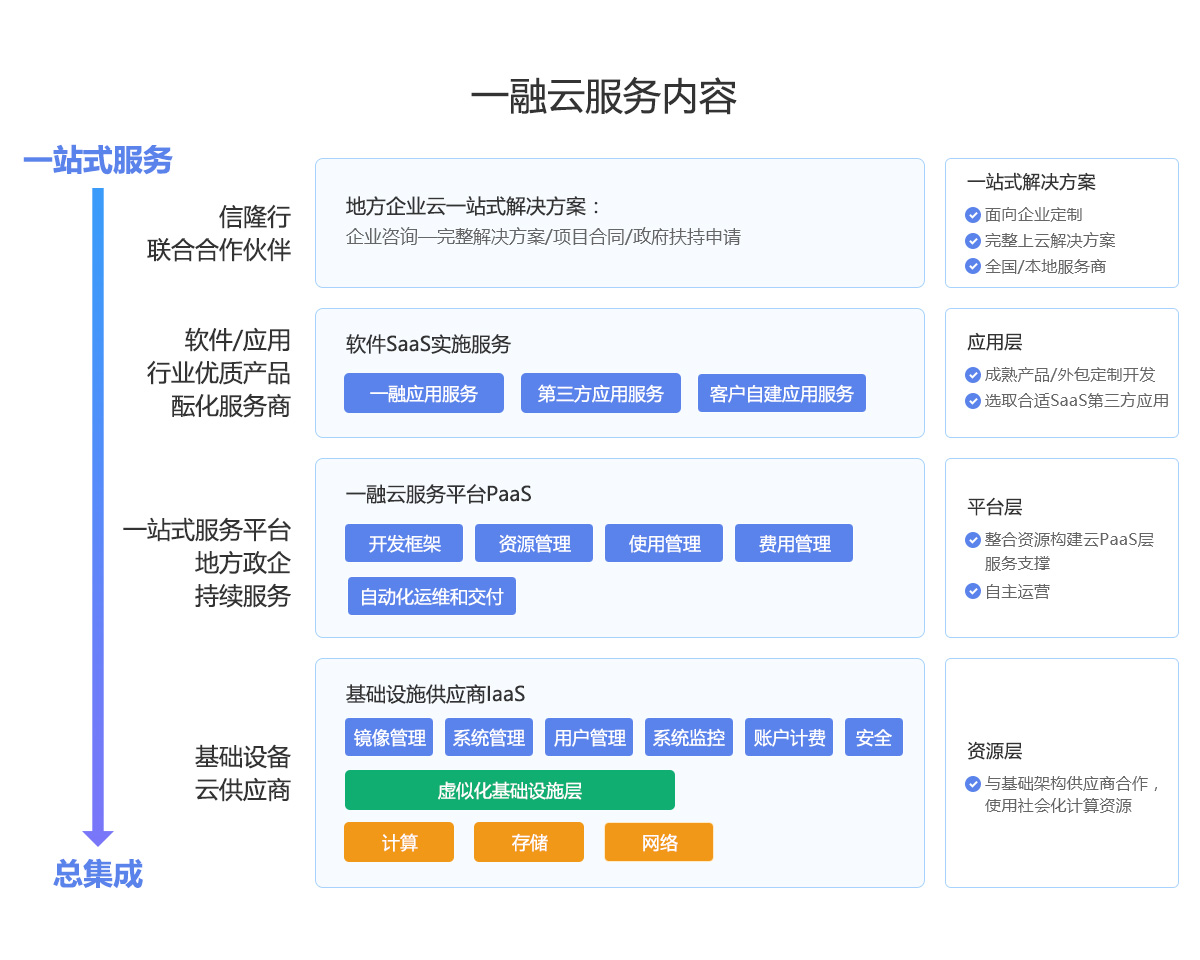 一融云服务内容
一站式服务
信隆行
联合合作伙伴
地方企业云一站式解决方案：
企业咨询—完整解决方案/项目合同/政府扶持申请
一站式解决方案
面向企业定制
完整上云解决方案
全国/本地服务商
软件/应用
行业优质产品
酝化服务商
软件SaaS实施服务
一融应用服务
第三方应用服务
客户自建应用服务
应用层
成熟产品/外包定制开发
选取合适SaaS第三方应用
一站式服务平台
地方政企
持续服务
一融云服务平台PaaS
开发框架
资源管理
使用管理
费用管理
自动化运维和交付
平台层
整合资源构建云PaaS层
服务支撑
自主运营
基础设备
云供应商
基础设施供应商IaaS
镜像管理
系统管理
用户管理
系统监控
账户计费
安全
虚似化基础设施层
计算
存储
网络
资源层
与基础架构供应商合作，
使用社会化计算资源
总集成